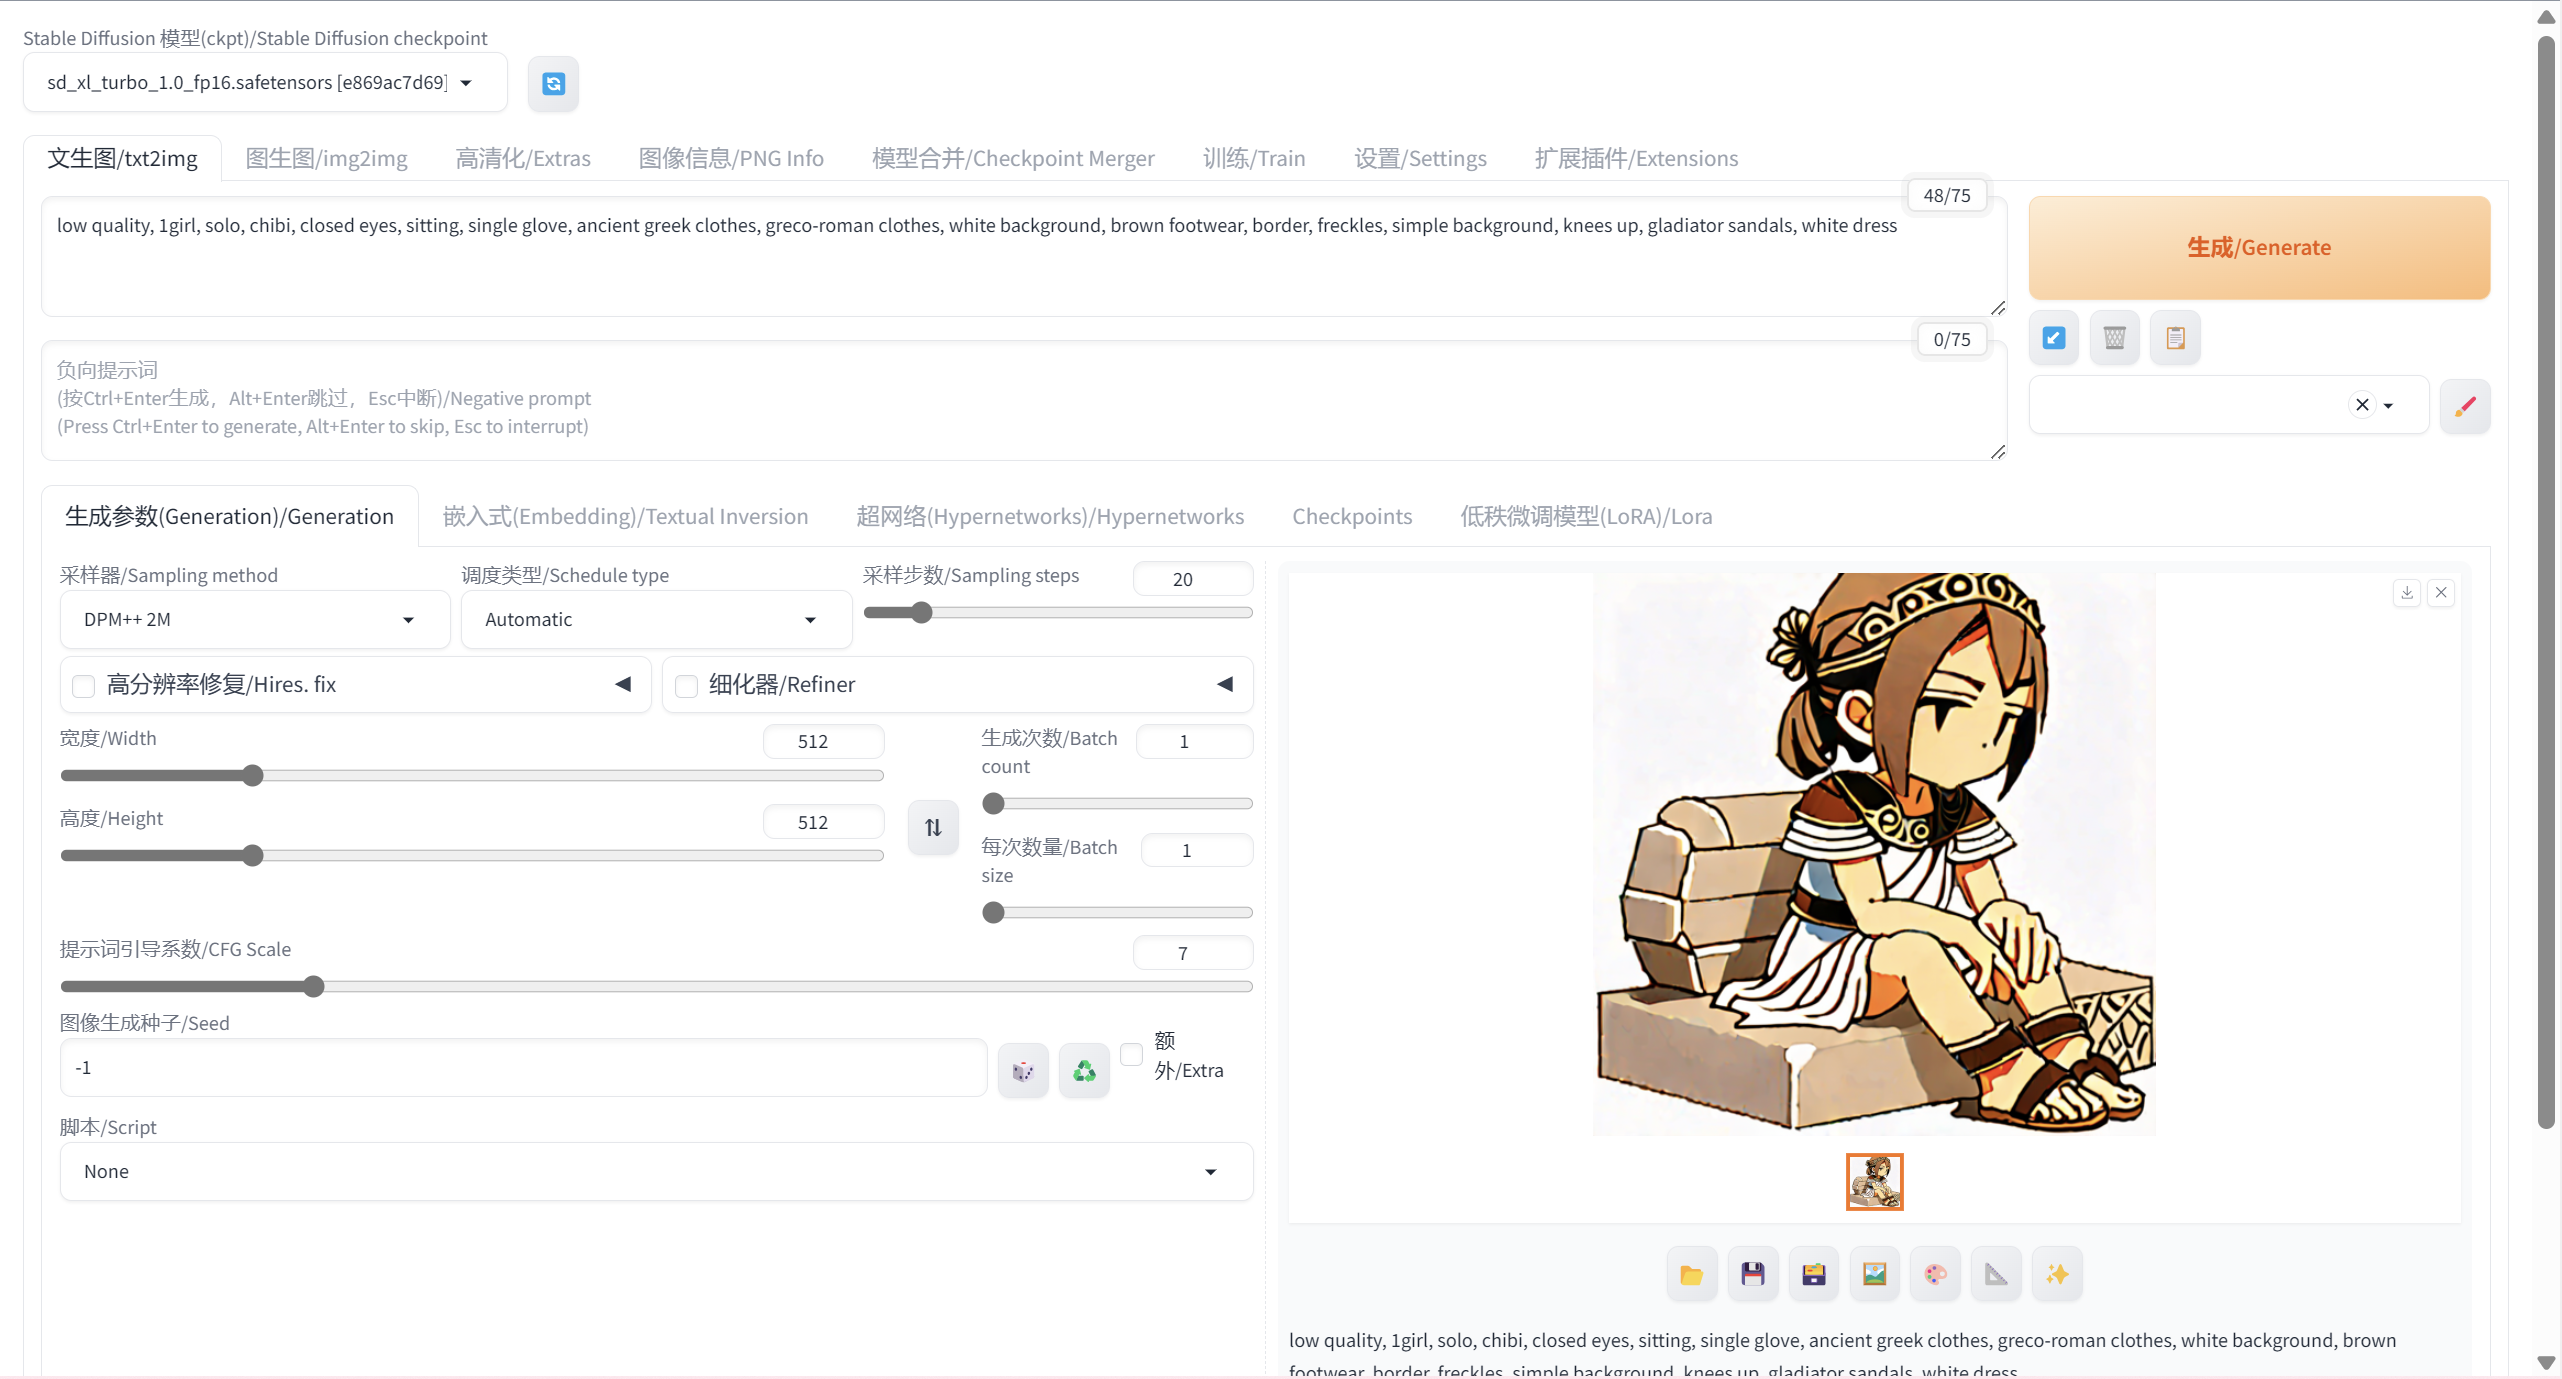 Stable Diffusion 模型(ckpt)/Stable Diffusion checkpoint
sd_xl_turbo_1.0_fp16.safetensors [e869ac7d69]
文生图/txt2img 图生图/img2img 高清化/Extras 图像信息/PNG Info 模型合并/Checkpoint Merger 训练/Train 设置/Settings 扩展插件/Extensions
48/75
low quality, 1girl, solo, chibi, closed eyes, sitting, single glove, ancient greek clothes, greco-roman clothes, white background, brown footwear, border, freckles, simple background, knees up, gladiator sandals, white dress
生成/Generate
0/75
负向提示词
(按Ctrl+Enter生成，Alt+Enter跳过，Esc中断)/Negative prompt
(Press Ctrl+Enter to generate, Alt+Enter to skip, Esc to interrupt)
生成参数(Generation)/Generation 嵌入式(Embedding)/Textual Inversion 超网络(Hypernetworks)/Hypernetworks Checkpoints 低秩微调模型(LoRA)/Lora
采样器/Sampling method 调度类型/Schedule type 采样步数/Sampling steps 20
DPM++ 2M Automatic
高分辨率修复/Hires. fix 细化器/Refiner
宽度/Width 512
生成次数/Batch count 1
高度/Height 512
每次数量/Batch size 1
提示词引导系数/CFG Scale 7
图像生成种子/Seed
-1
额外/Extra
脚本/Script
None
low quality, 1girl, solo, chibi, closed eyes, sitting, single glove, ancient greek clothes, greco-roman clothes, white background, brown
footwear, border, freckles, simple background, knees up, gladiator sandals, white dress